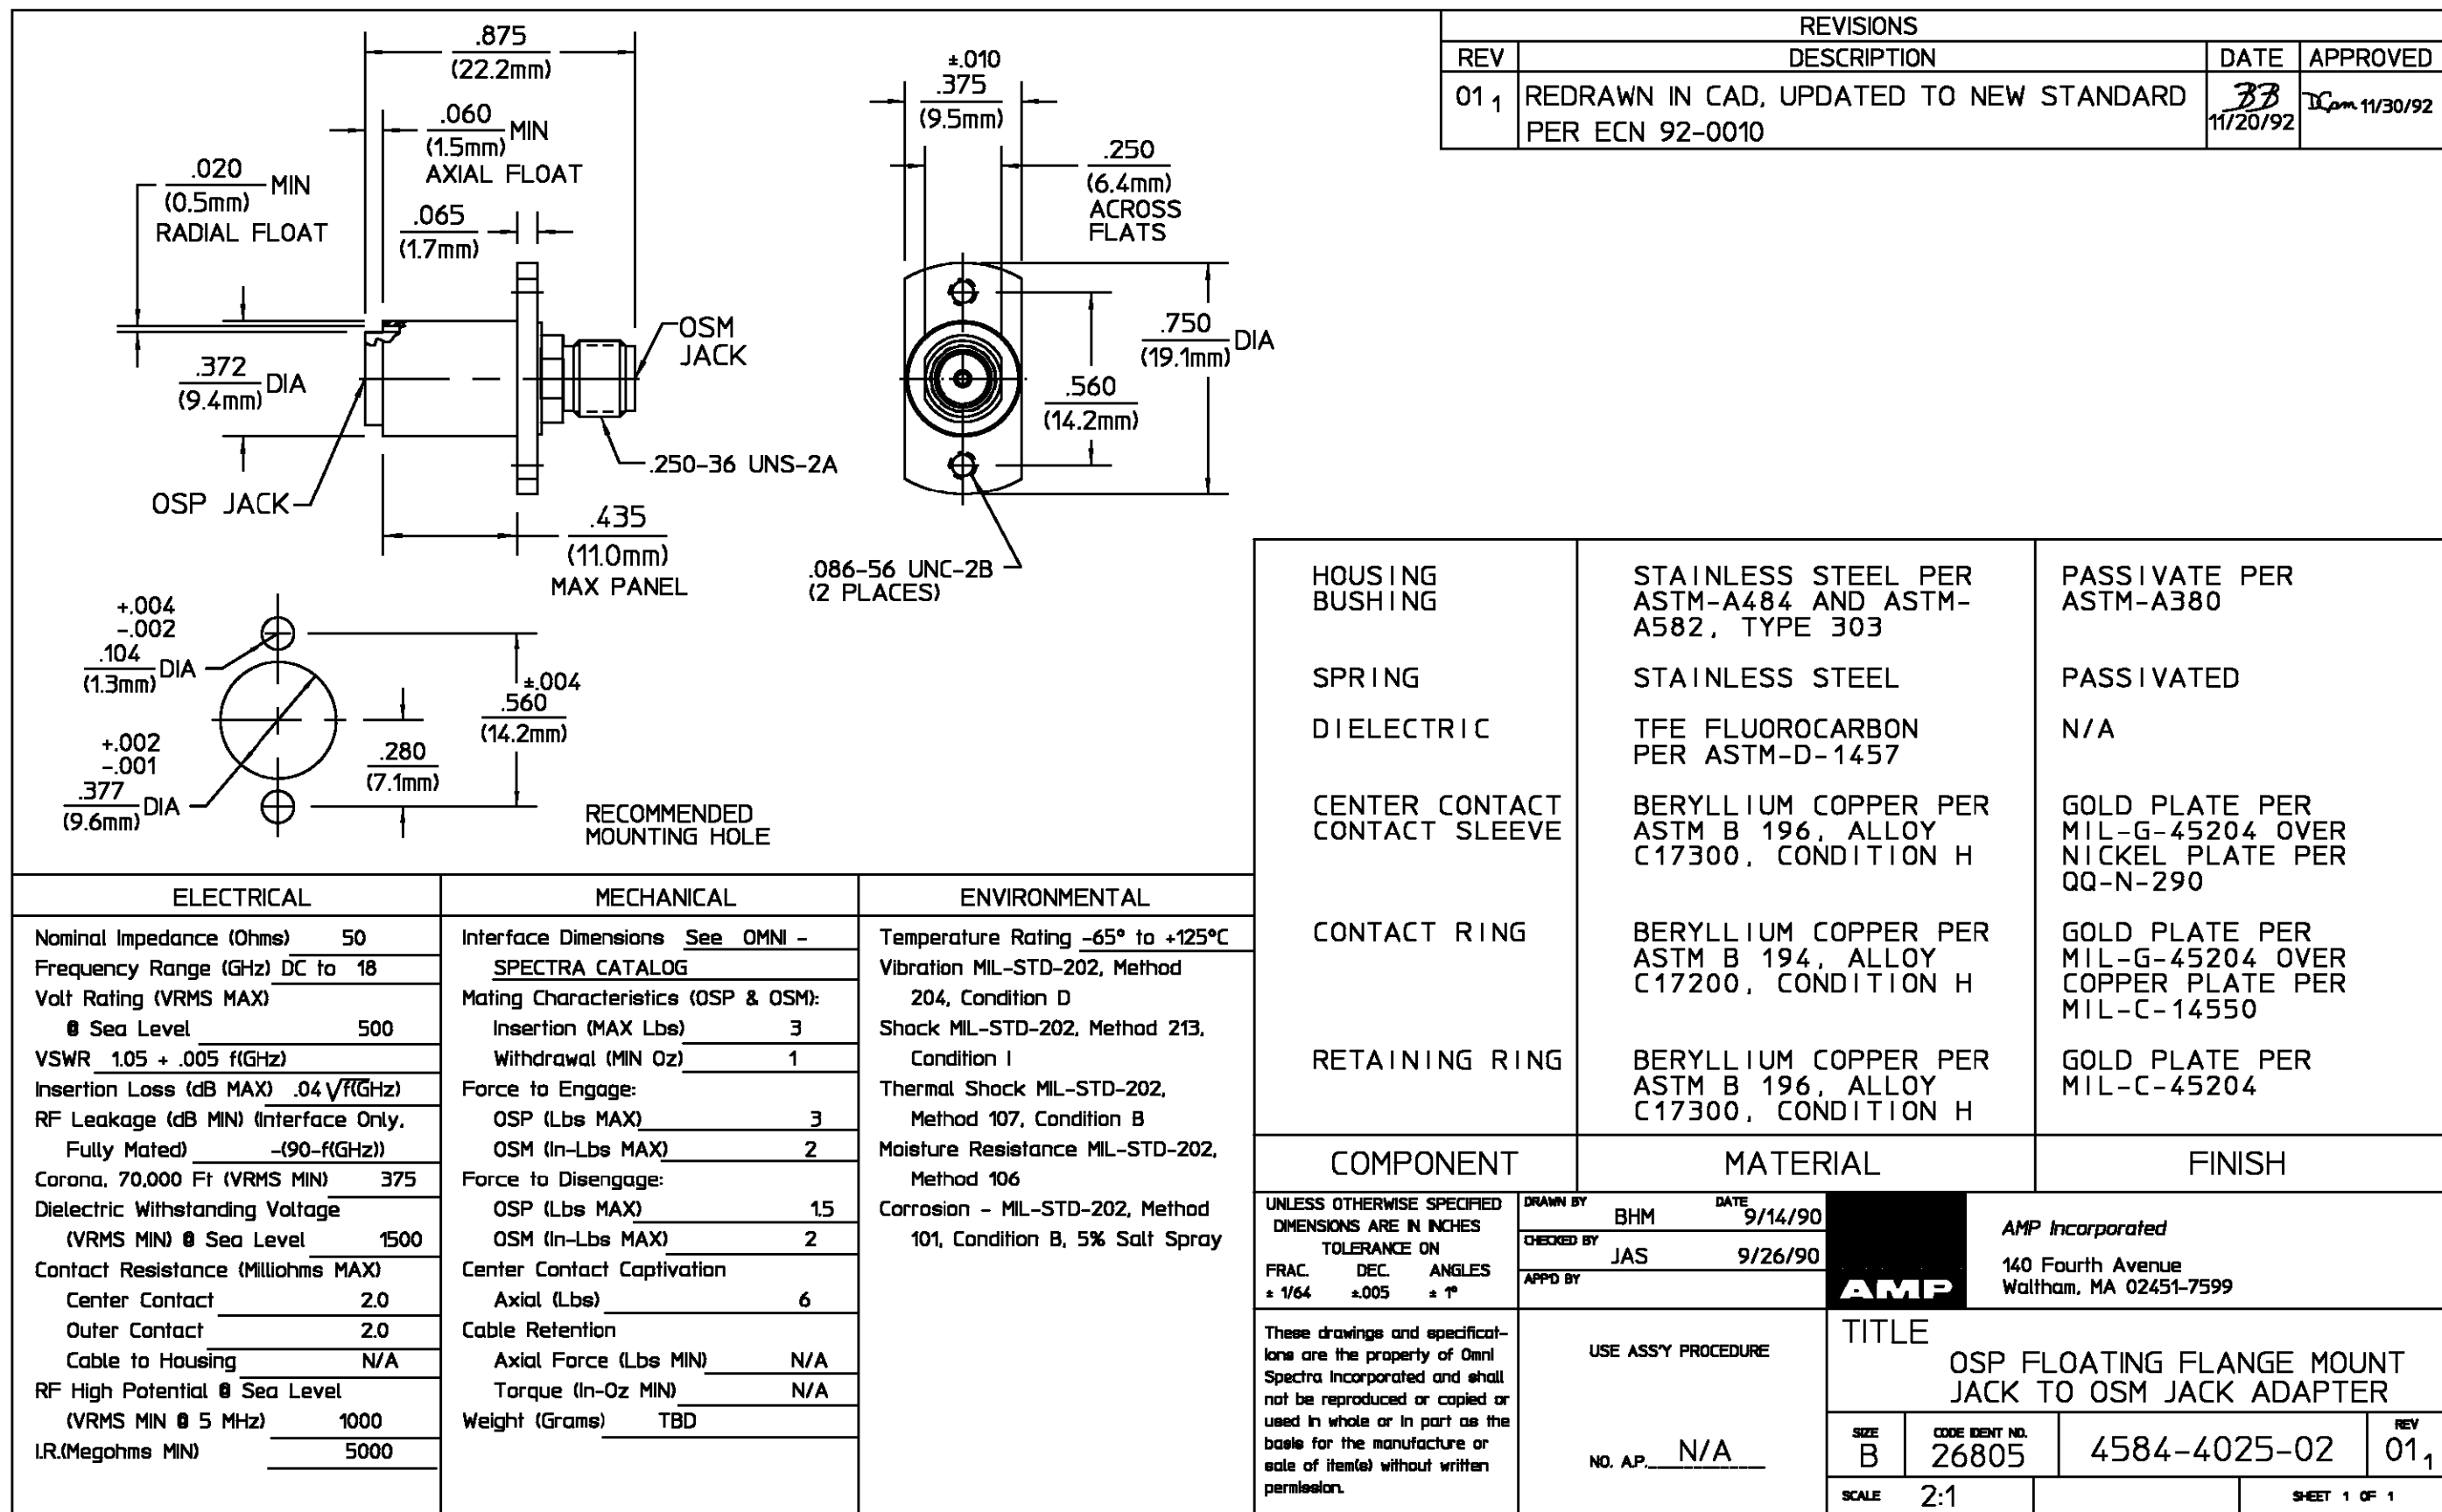 REVISIONS
REV DESCRIPTION DATE APPROVED
01 1 REDRAWN IN CAD, UPDATED TO NEW STANDARD
PER ECN 92-0010
11/20/92
11/30/92
.875
(22.2mm)
.060 MIN
(1.5mm)
AXIAL FLOAT
.020 MIN
(0.5mm)
RADIAL FLOAT
.065
(1.7mm)
.372 DIA
(9.4mm)
OSM
JACK
.250-36 UNS-2A
OSP JACK
.435
(11.0mm)
MAX PANEL
±.010
.375
(9.5mm)
.250
(6.4mm)
ACROSS
FLATS
.750 DIA
(19.1mm)
.560
(14.2mm)
.086-56 UNC-2B
(2 PLACES)
+.004
-.002
.104 DIA
(1.3mm)
±.004
.560
(14.2mm)
+.002
-.001
.377 DIA
(9.6mm)
.280
(7.1mm)
RECOMMENDED
MOUNTING HOLE
ELECTRICAL
Nominal Impedance (Ohms) 50
Frequency Range (GHz) DC to 18
Volt Rating (VRMS MAX)
@ Sea Level 500
VSWR 1.05 + .005 f(GHz)
Insertion Loss (dB MAX) .04 √f(GHz)
RF Leakage (dB MIN) (Interface Only,
Fully Mated) -(90-f(GHz))
Corona, 70,000 Ft (VRMS MIN) 375
Dielectric Withstanding Voltage
(VRMS MIN) @ Sea Level 1500
Contact Resistance (Milliohms MAX)
Center Contact 2.0
Outer Contact 2.0
Cable to Housing N/A
RF High Potential @ Sea Level
(VRMS MIN @ 5 MHz) 1000
I.R.(Megohms MIN) 5000
MECHANICAL
Interface Dimensions See OMNI -
SPECTRA CATALOG
Mating Characteristics (OSP & OSM):
Insertion (MAX Lbs) 3
Withdrawal (MIN Oz) 1
Force to Engage:
OSP (Lbs MAX) 3
OSM (In-Lbs MAX) 2
Force to Disengage:
OSP (Lbs MAX) 1.5
OSM (In-Lbs MAX) 2
Center Contact Captivation
Axial (Lbs) 6
Cable Retention
Axial Force (Lbs MIN) N/A
Torque (In-Oz MIN) N/A
Weight (Grams) TBD
ENVIRONMENTAL
Temperature Rating -65° to +125°C
Vibration MIL-STD-202, Method
204, Condition D
Shock MIL-STD-202, Method 213,
Condition I
Thermal Shock MIL-STD-202,
Method 107, Condition B
Moisture Resistance MIL-STD-202,
Method 106
Corrosion - MIL-STD-202, Method
101, Condition B, 5% Salt Spray
HOUSING STAINLESS STEEL PER PASSIVATE PER
BUSHING ASTM-A484 AND ASTM- ASTM-A380
A582, TYPE 303
SPRING STAINLESS STEEL PASSIVATED
DIELECTRIC TFE FLUOROCARBON N/A
PER ASTM-D-1457
CENTER CONTACT BERYLLIUM COPPER PER GOLD PLATE PER
CONTACT SLEEVE ASTM B 196, ALLOY MIL-G-45204 OVER
C17300, CONDITION H NICKEL PLATE PER
QQ-N-290
CONTACT RING BERYLLIUM COPPER PER GOLD PLATE PER
ASTM B 194, ALLOY MIL-G-45204 OVER
C17200, CONDITION H COPPER PLATE PER
MIL-C-14550
RETAINING RING BERYLLIUM COPPER PER GOLD PLATE PER
ASTM B 196, ALLOY MIL-C-45204
C17300, CONDITION H
COMPONENT MATERIAL FINISH
UNLESS OTHERWISE SPECIFIED
DIMENSIONS ARE IN INCHES
TOLERANCE ON
FRAC. DEC. ANGLES
± 1/64 ±.005 ± 1°
DRAWN BY BHM DATE 9/14/90
CHECKED BY JAS 9/26/90
APP'D BY
AMP
AMP Incorporated
140 Fourth Avenue
Waltham, MA 02451-7599
These drawings and specificat-
ions are the property of Omni
Spectra Incorporated and shall
not be reproduced or copied or
used in whole or in part as the
basis for the manufacture or
sale of item(s) without written
permission.
USE ASS'Y PROCEDURE
NO. A.P. N/A
TITLE
OSP FLOATING FLANGE MOUNT
JACK TO OSM JACK ADAPTER
SIZE B
CODE IDENT NO. 26805
4584-4025-02
REV 01 1
SCALE 2:1
SHEET 1 OF 1